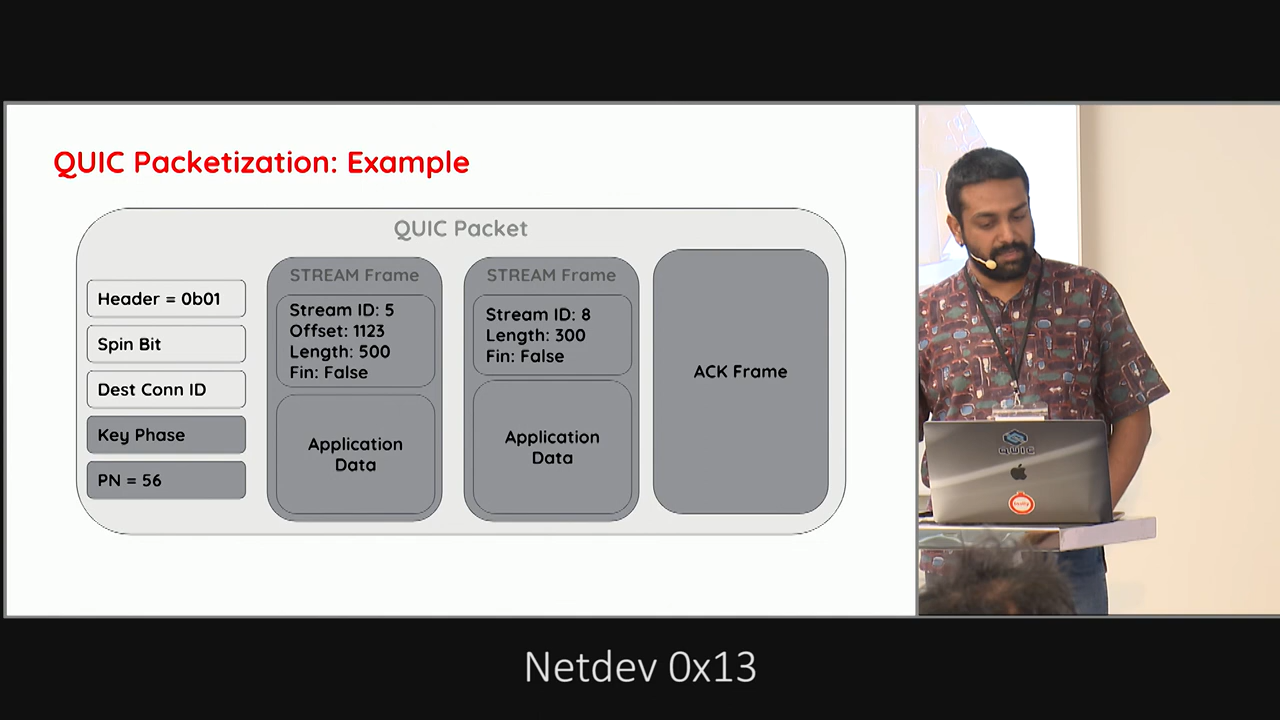 QUIC Packetization: Example
QUIC Packet
Header = 0b01
Spin Bit
Dest Conn ID
Key Phase
PN = 56
STREAM Frame
Stream ID: 5
Offset: 1123
Length: 500
Fin: False
Application
Data
STREAM Frame
Stream ID: 8
Length: 300
Fin: False
Application
Data
ACK Frame
QUIC
Netdev 0x13